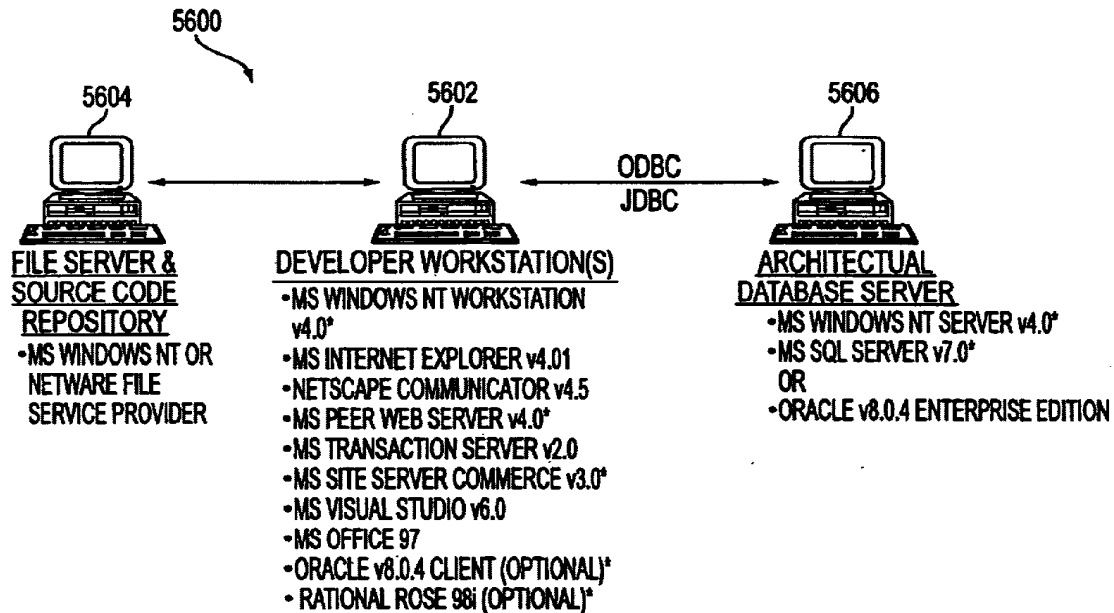 5600
5604
5602
5606
ODBC
JDBC
FILE SERVER &
SOURCE CODE
REPOSITORY
•MS WINDOWS NT OR
NETWARE FILE
SERVICE PROVIDER
DEVELOPER WORKSTATION(S)
•MS WINDOWS NT WORKSTATION
v4.0*
•MS INTERNET EXPLORER v4.01
•NETSCAPE COMMUNICATOR v4.5
•MS PEER WEB SERVER v4.0*
•MS TRANSACTION SERVER v2.0
•MS SITE SERVER COMMERCE v3.0*
•MS VISUAL STUDIO v6.0
•MS OFFICE 97
•ORACLE v8.0.4 CLIENT (OPTIONAL)*
• RATIONAL ROSE 98i (OPTIONAL)*
ARCHITECTUAL
DATABASE SERVER
•MS WINDOWS NT SERVER v4.0*
•MS SQL SERVER v7.0*
OR
•ORACLE v8.0.4 ENTERPRISE EDITION